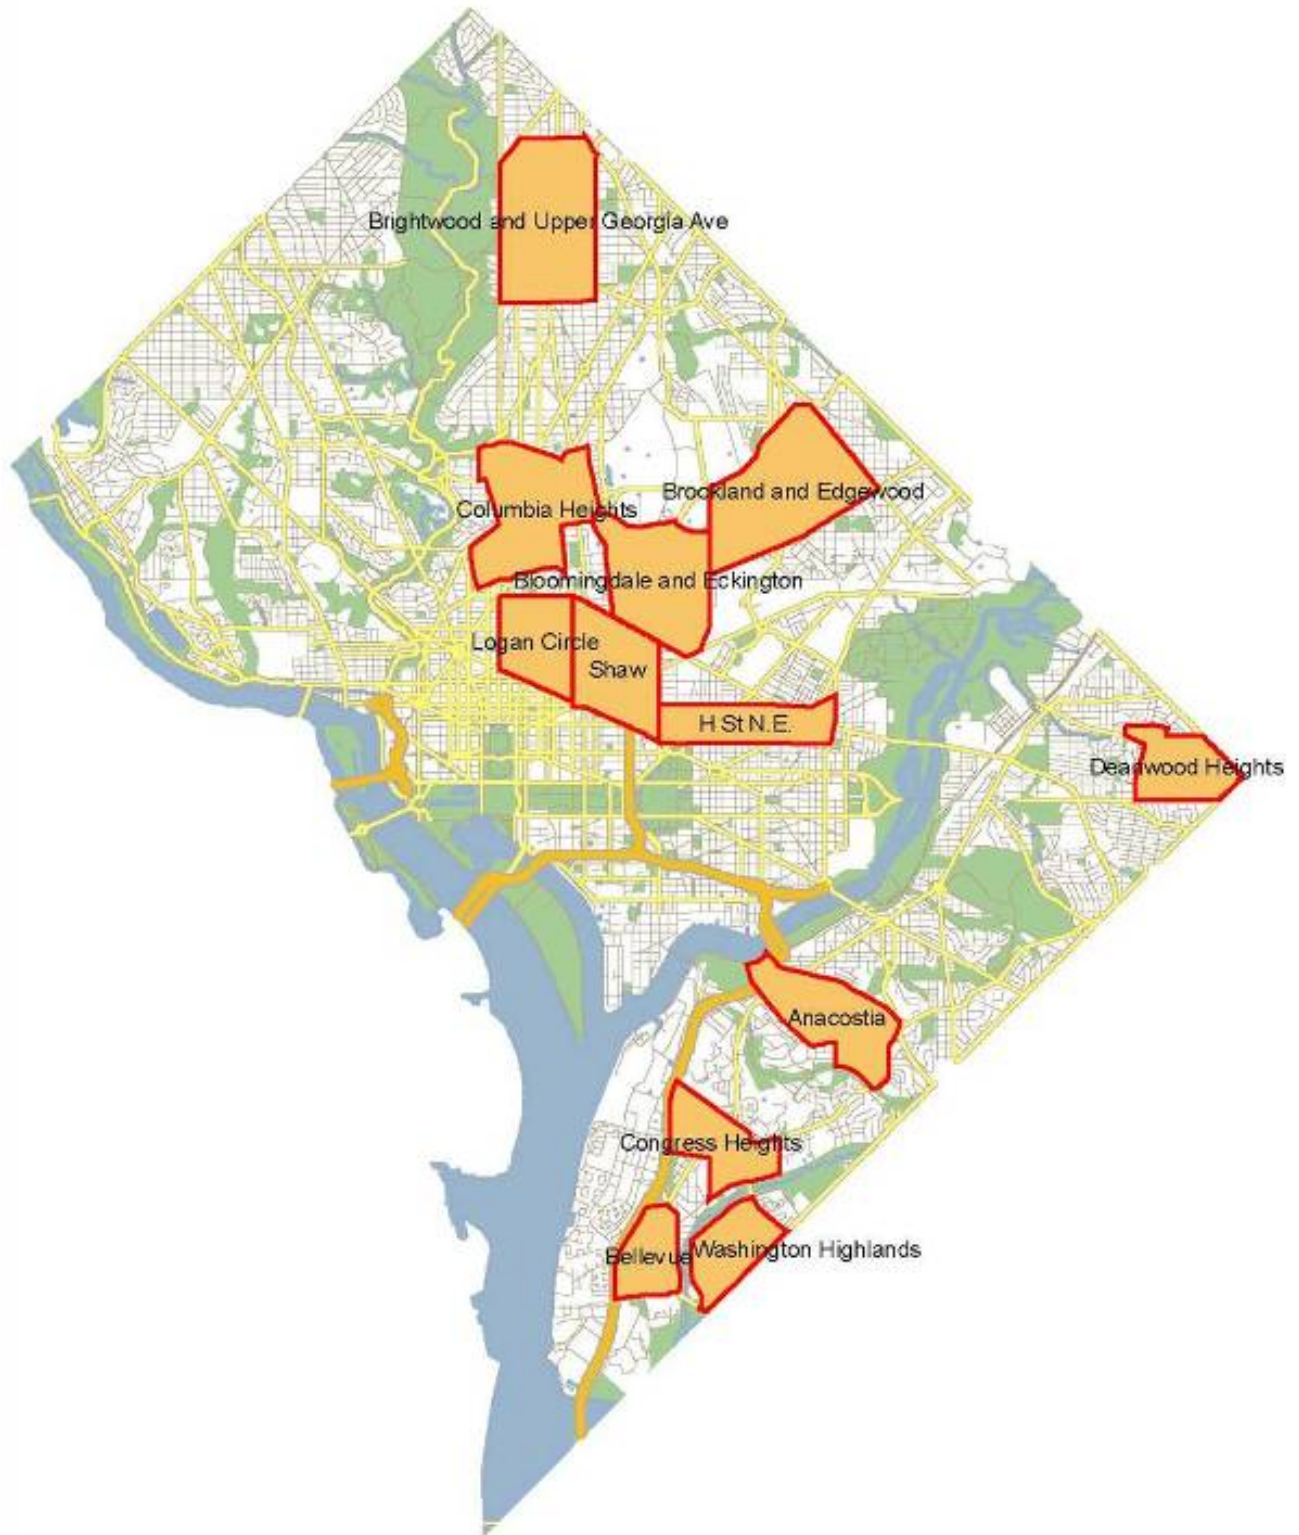 Brightwood and Upper Georgia Ave
Brookland and Edgewood
Columbia Heights
Bloomingdale and Eckington
Logan Circle
Shaw
H St N.E.
Deanwood Heights
Anacostia
Congress Heights
Washington Highlands
Bellevue